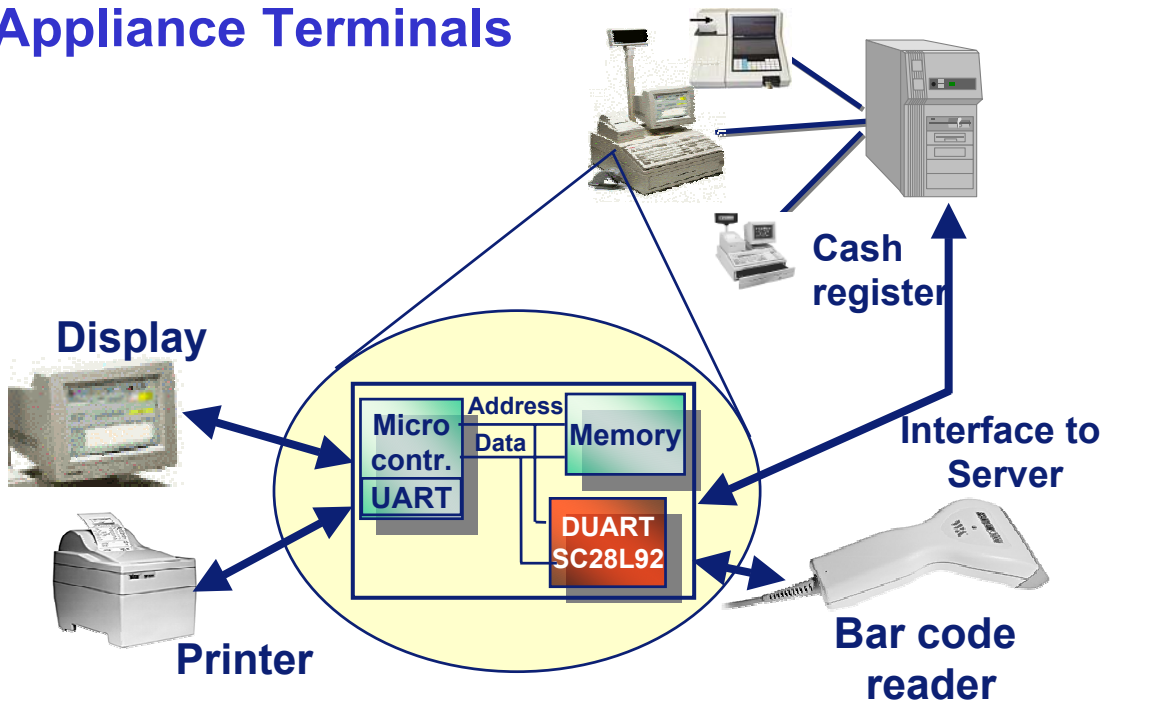 Appliance Terminals
Cash
register
Display
Address
Micro
contr.
Data
Memory
UART
DUART
SC28L92
Interface to
Server
Printer
Bar code
reader